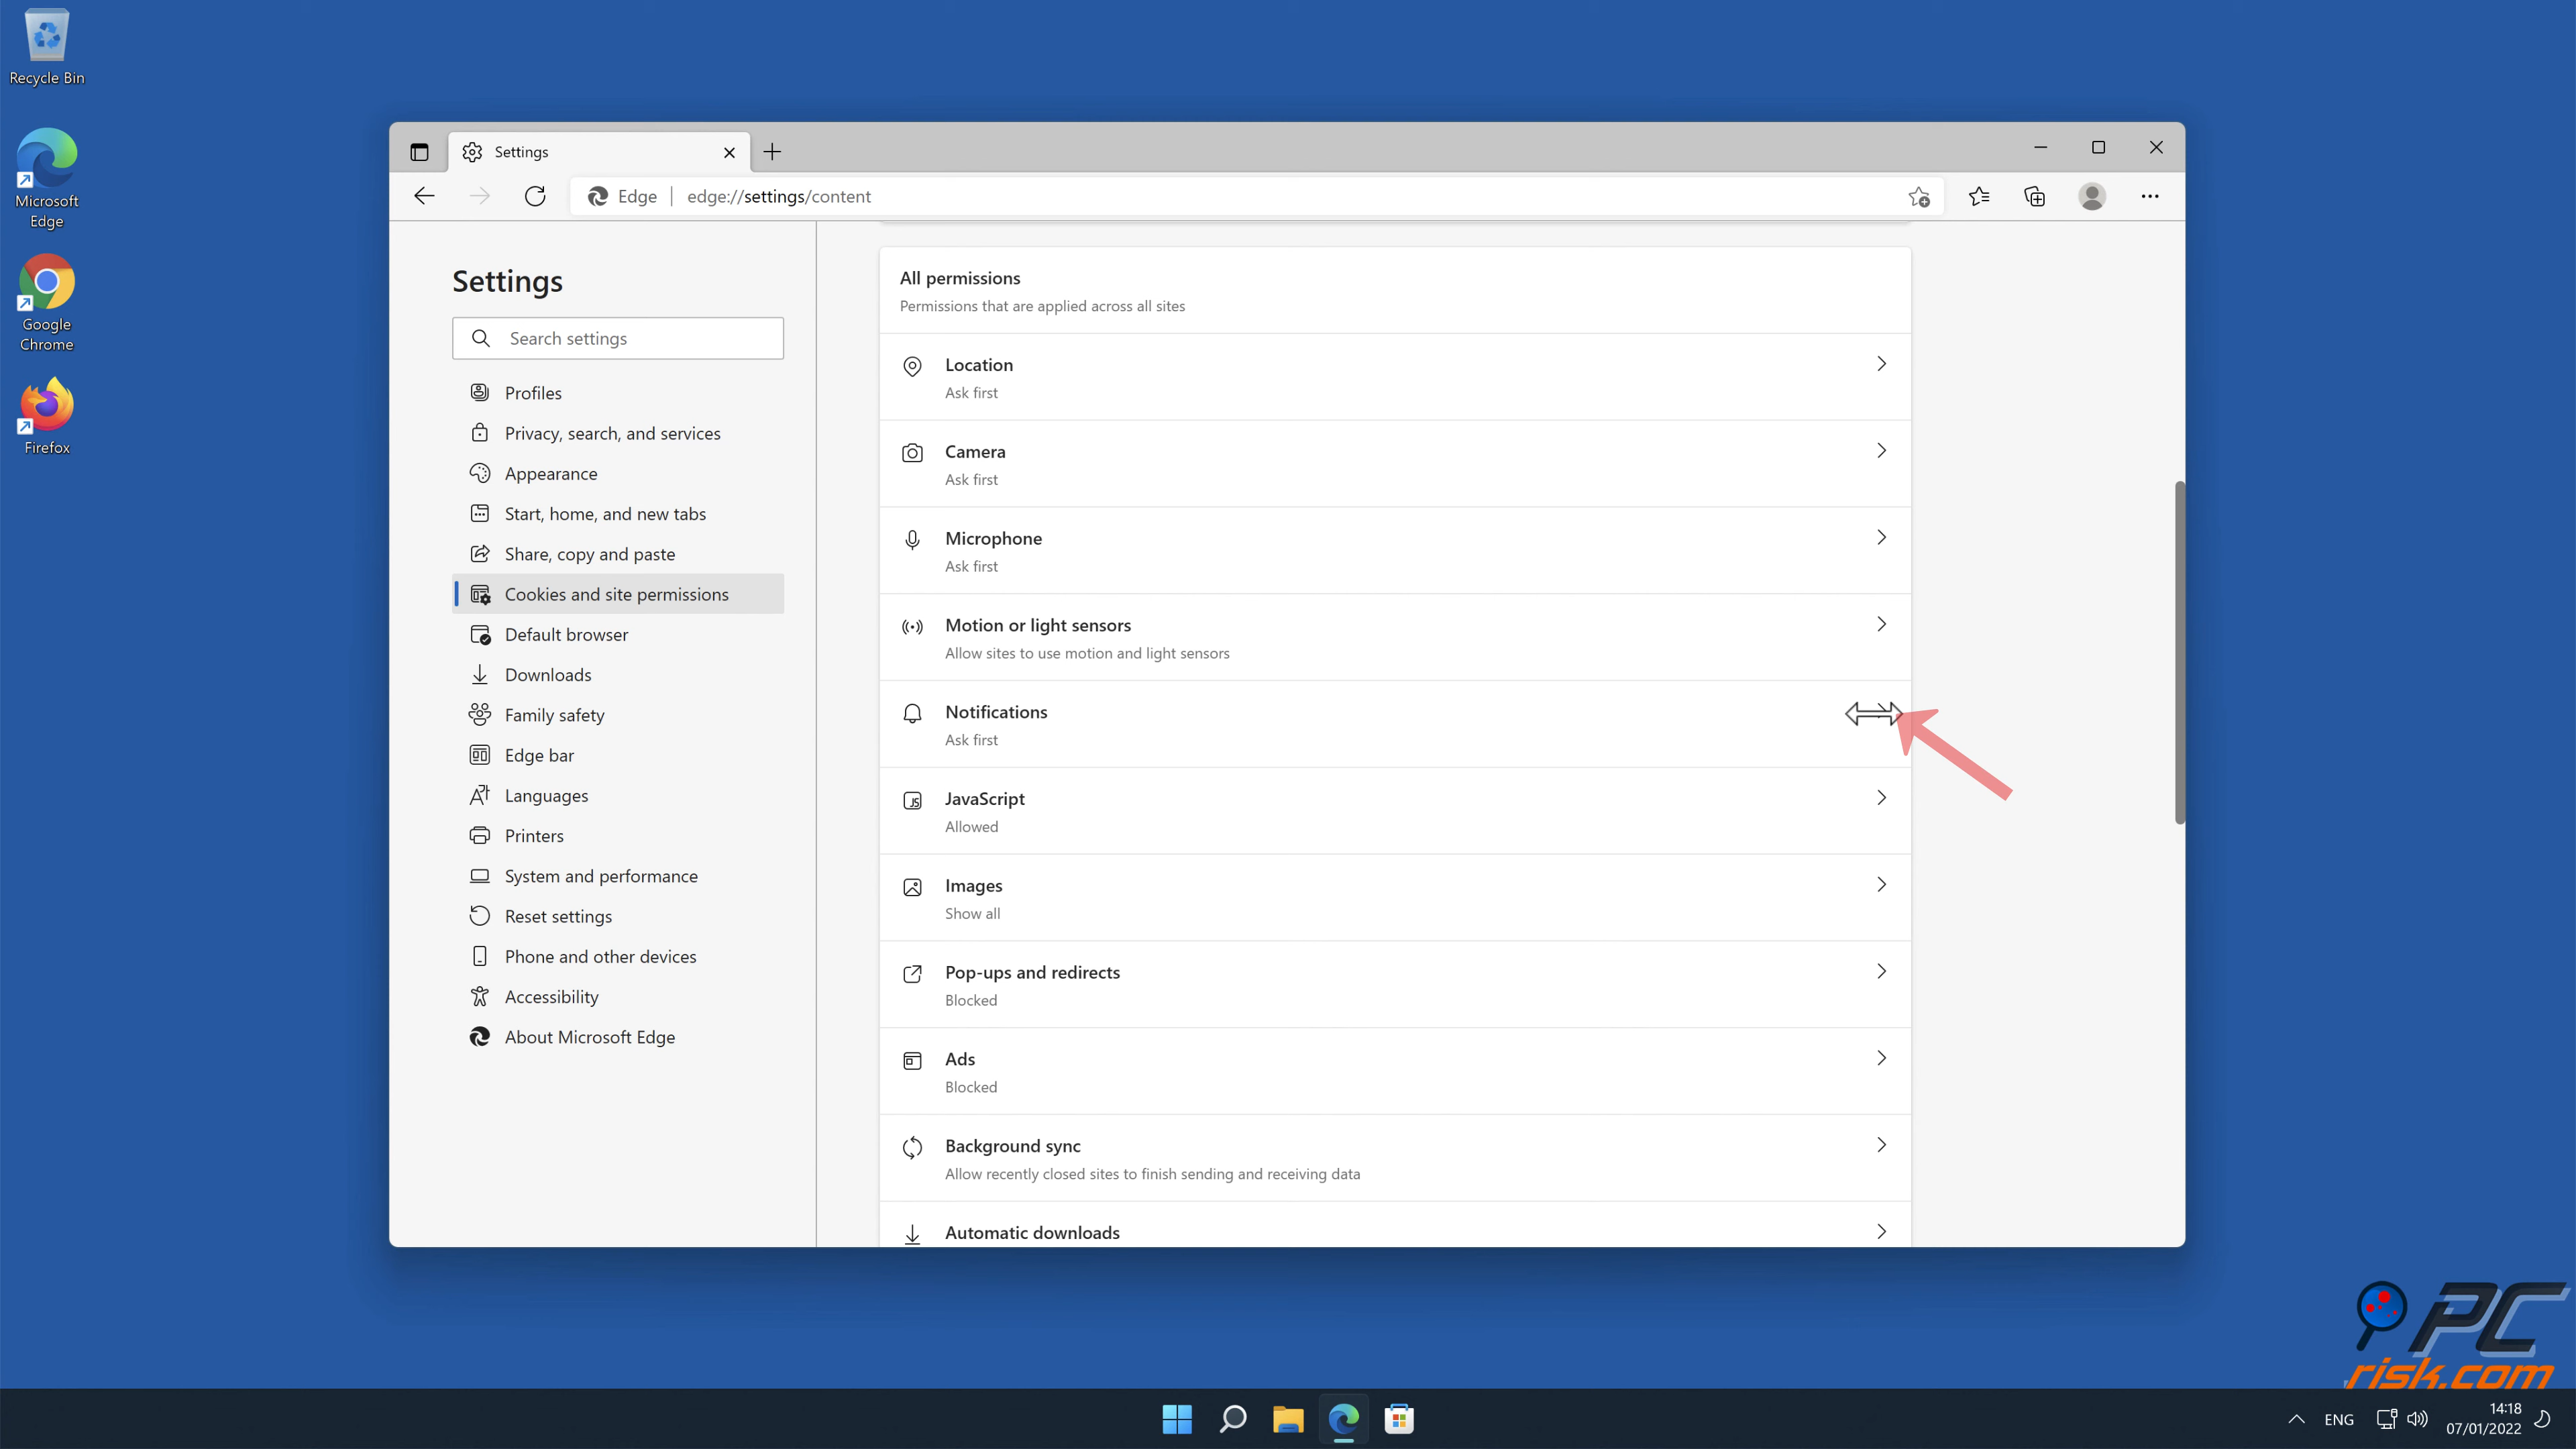 Recycle Bin
Microsoft
Edge
Google
Chrome
Firefox
Settings
Edge
edge://settings/content
Settings
Search settings
Profiles
Privacy, search, and services
Appearance
Start, home, and new tabs
Share, copy and paste
Cookies and site permissions
Default browser
Downloads
Family safety
Edge bar
Languages
Printers
System and performance
Reset settings
Phone and other devices
Accessibility
About Microsoft Edge
All permissions
Permissions that are applied across all sites
Location
Ask first
Camera
Ask first
Microphone
Ask first
Motion or light sensors
Allow sites to use motion and light sensors
Notifications
Ask first
JavaScript
Allowed
Images
Show all
Pop-ups and redirects
Blocked
Ads
Blocked
Background sync
Allow recently closed sites to finish sending and receiving data
Automatic downloads
PC
risk.com
ENG
14:18
07/01/2022